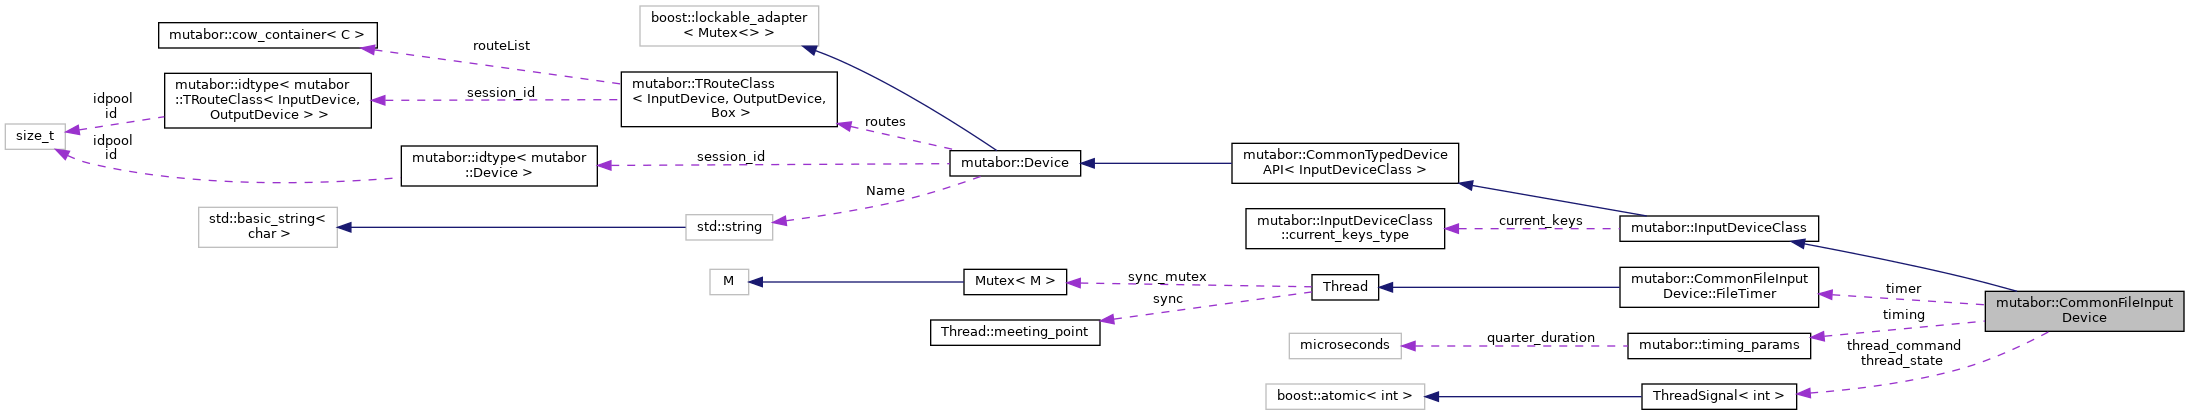 boost::lockable_adapter
< Mutex<> >
mutabor::cow_container< C >
routeList
mutabor::idtype< mutabor
::TRouteClass< InputDevice,
OutputDevice > >
session_id
mutabor::TRouteClass
< InputDevice, OutputDevice,
Box >
idpool
id
size_t
idpool
id
routes
mutabor::idtype< mutabor
::Device >
session_id
mutabor::Device
mutabor::CommonTypedDevice
API< InputDeviceClass >
Name
std::basic_string<
char >
std::string
mutabor::InputDeviceClass
::current_keys_type
current_keys
mutabor::InputDeviceClass
M
Mutex< M >
sync_mutex
sync
Thread
mutabor::CommonFileInput
Device::FileTimer
timer
timing
mutabor::CommonFileInput
Device
Thread::meeting_point
microseconds
quarter_duration
mutabor::timing_params
thread_command
thread_state
boost::atomic< int >
ThreadSignal< int >